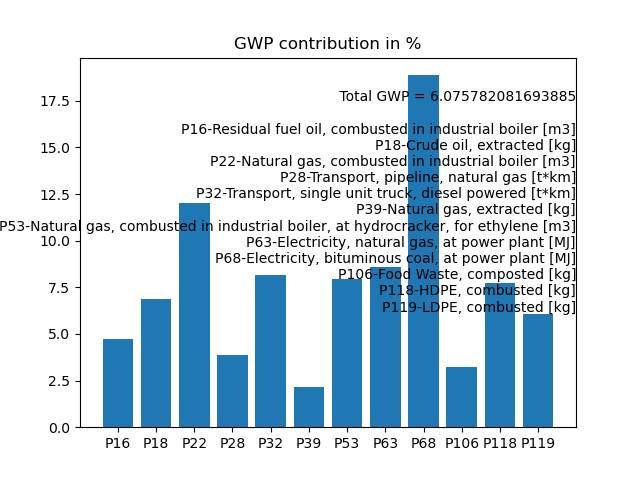 GWP contribution in %
17.5
15.0
12.5
10.0
7.5
5.0
2.5
0.0
Total GWP = 6.075782081693885
P16-Residual fuel oil, combusted in industrial boiler [m3]
P18-Crude oil, extracted [kg]
P22-Natural gas, combusted in industrial boiler [m3]
P28-Transport, pipeline, natural gas [t*km]
P32-Transport, single unit truck, diesel powered [t*km]
P39-Natural gas, extracted [kg]
P53-Natural gas, combusted in industrial boiler, at hydrocracker, for ethylene [m3]
P63-Electricity, natural gas, at power plant [MJ]
P68-Electricity, bituminous coal, at power plant [MJ]
P106-Food Waste, composted [kg]
P118-HDPE, combusted [kg]
P119-LDPE, combusted [kg]
P16 P18 P22 P28 P32 P39 P53 P63 P68 P106 P118 P119